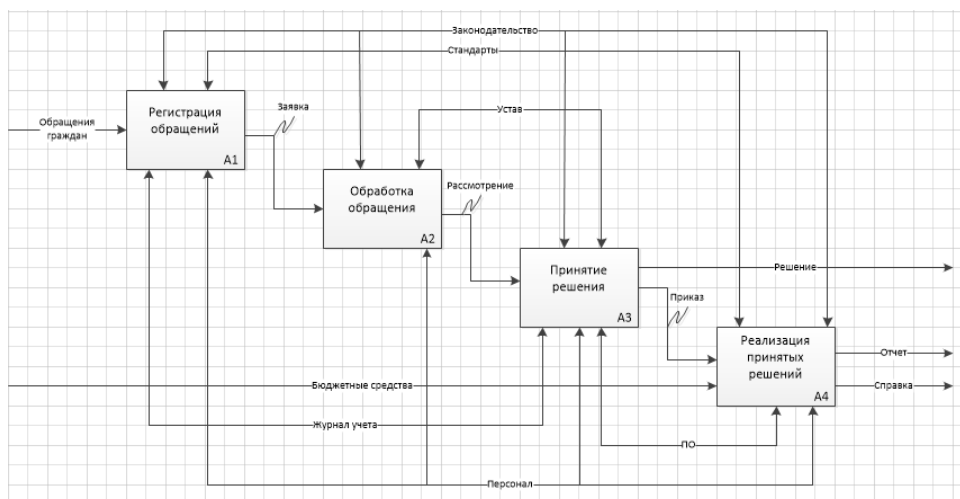 Законодательство
Стандарты
Обращения
граждан
Регистрация
обращений
A1
Заявка
Устав
Обработка
обращения
A2
Рассмотрение
Принятие
решения
A3
Решение
Приказ
Реализация
принятых
решений
A4
Отчет
Справка
Бюджетные средства
Журнал учета
ПО
Персонал